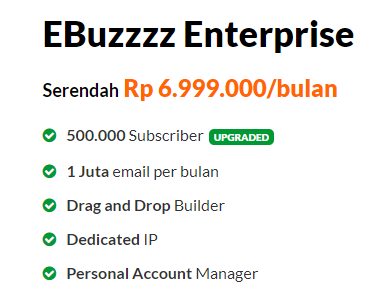 EBuzzzz Enterprise
Serendah Rp 6.999.000/bulan
500.000 Subscriber UPGRADED
1 Juta email per bulan
Drag and Drop Builder
Dedicated IP
Personal Account Manager